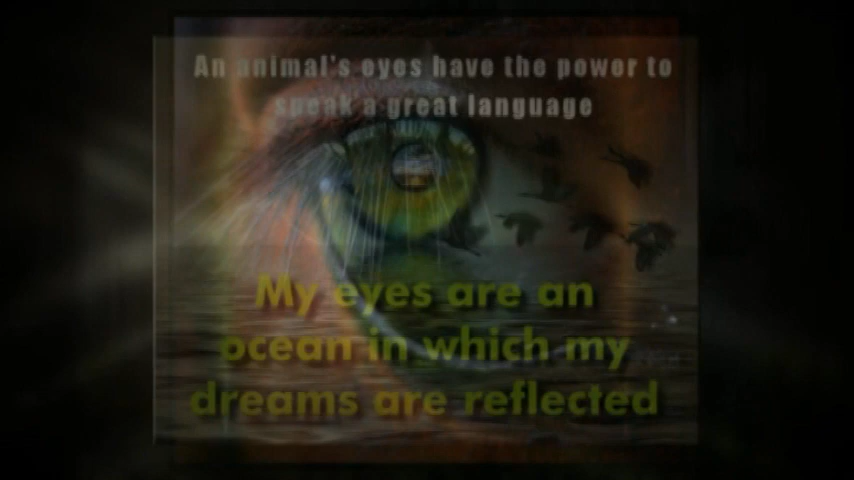 An animal's eyes have the power to
speak a great language
My eyes are an
ocean in which my
dreams are reflected